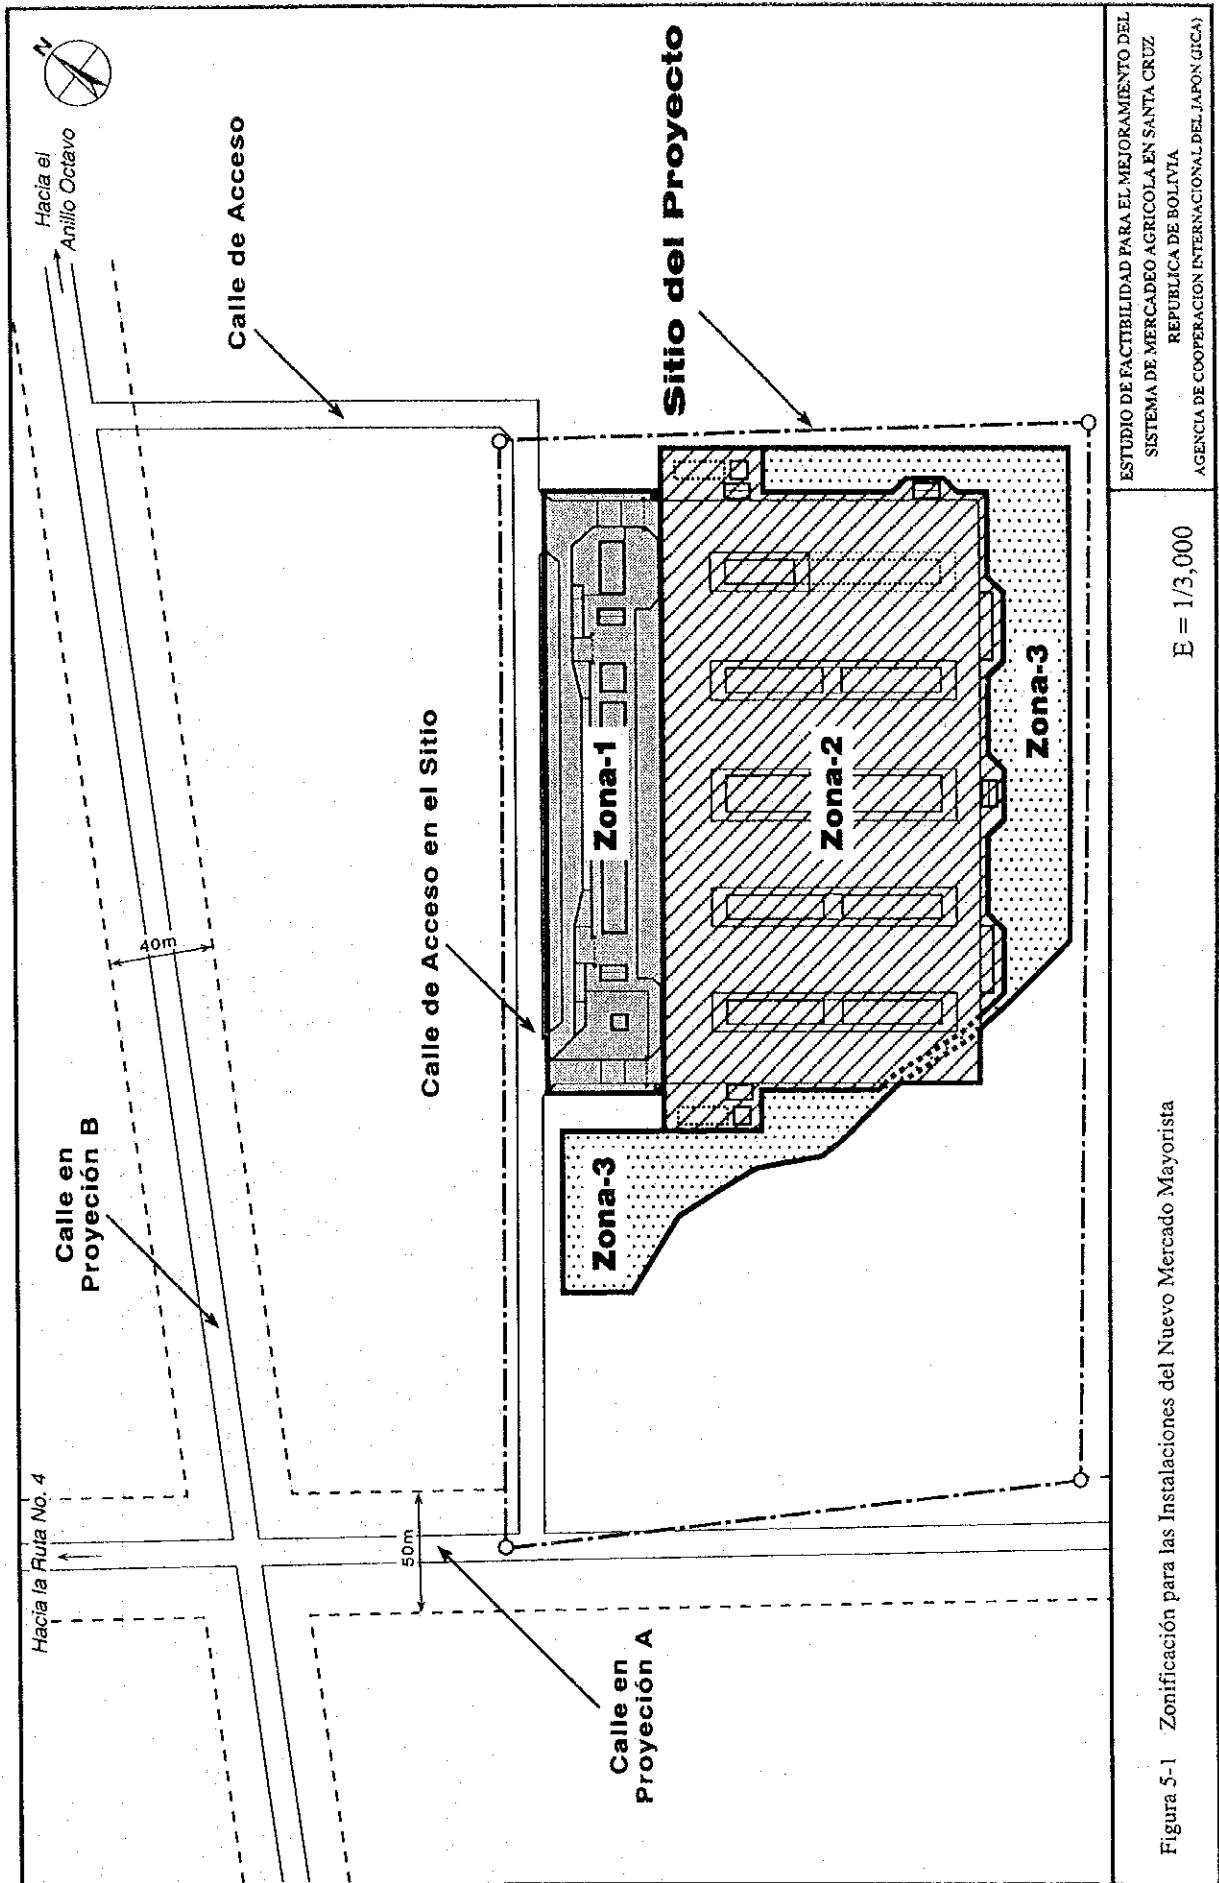 Hacia la Ruta No. 4
Hacia el
Anillo Octavo
N
Calle en
Proyeción B
40m
Calle de Acceso
Calle de Acceso en el Sitio
50m
Calle en
Proyeción A
Sitio del Proyecto
Zona-1
Zona-2
Zona-3
Zona-3
Figura 5-1 Zonificación para las Instalaciones del Nuevo Mercado Mayorista
E = 1/3,000
ESTUDIO DE FACTIBILIDAD PARA EL MEJORAMIENTO DEL
SISTEMA DE MERCADEO AGRICOLA EN SANTA CRUZ
REPUBLICA DE BOLIVIA
AGENCIA DE COOPERACION INTERNACIONAL DEL JAPON (JICA)